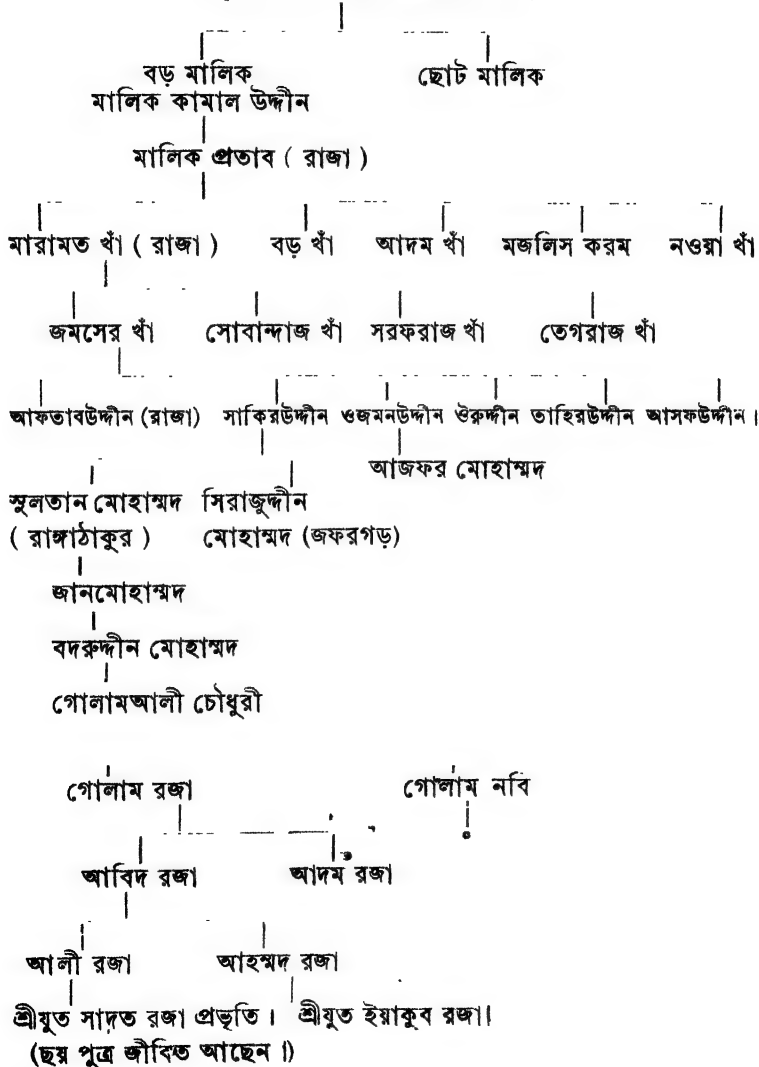 বড় মালিক ছোট মালিক
মালিক কামাল উদ্দীন
মালিক প্রতাব ( রাজা )
মারামত খাঁ ( রাজা ) বড় খাঁ আদম খাঁ মজলিস করম নওয়া খাঁ
জমসের খাঁ সোবান্দাজ খাঁ সরফরাজ খাঁ তেগরাজ খাঁ
আফতাবউদ্দীন (রাজা) সাকিরউদ্দীন ওজমনউদ্দীন ঔরুদ্দীন তাহিরউদ্দীন আসফউদ্দীন।
আজফর মোহাম্মদ
সুলতান মোহাম্মদ সিরাজুদ্দীন
( রাঙ্গাঠাকুর ) মোহাম্মদ (জফরগড়)
জানমোহাম্মদ
বদরুদ্দীন মোহাম্মদ
গোলামআলী চৌধুরী
গোলাম রজা গোলাম নবি
আবিদ রজা আদম রজা
আলী রজা আহম্মদ রজা
শ্রীযুত সাদত রজা প্রভৃতি। শ্রীযুত ইয়াকুব রজা।
(ছয় পুত্র জীবিত আছেন।)